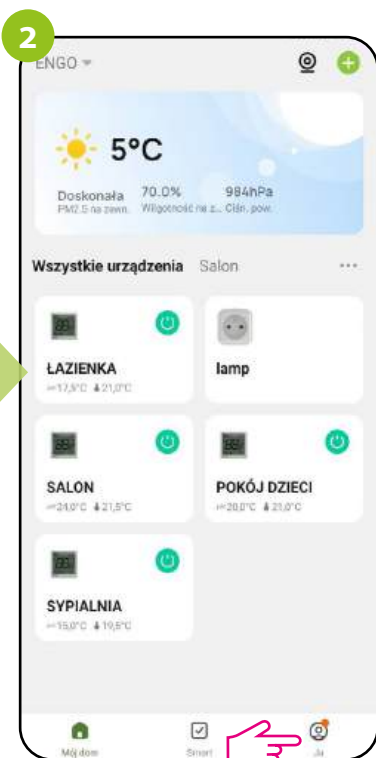 2
ENGO
5°C
Doskonała 70.0% 984hPa
PM2.5 na zewn. Wilgotność na z... Ciśn. pow.
Wszystkie urządzenia Salon ...
ŁAZIENKA
17,5°C 21,0°C
lamp
SALON
24,0°C 21,5°C
POKÓJ DZIECI
20,0°C 21,0°C
SYPIALNIA
15,0°C 19,5°C
Mój dom Smart Ja